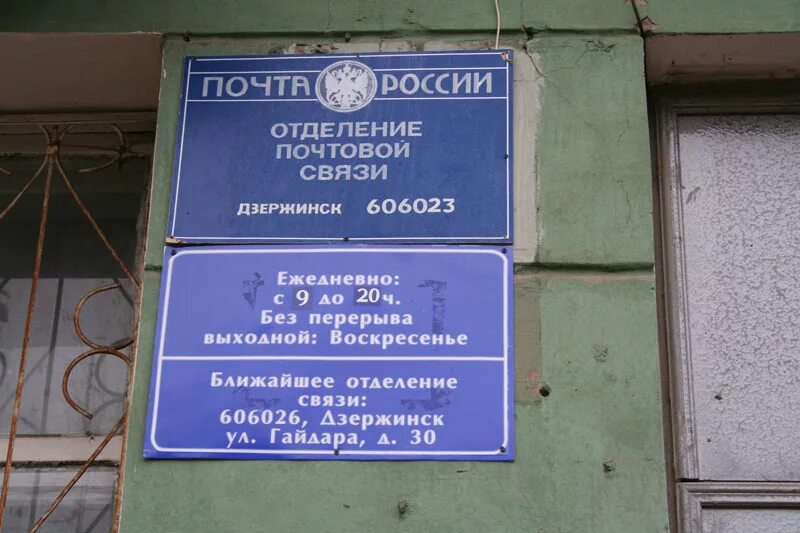 ПОЧТА РОССИИ
ОТДЕЛЕНИЕ
ПОЧТОВОЙ
СВЯЗИ
ДЗЕРЖИНСК 606023
Ежедневно:
с 9 до 20 ч.
Без перерыва
выходной: Воскресенье
Ближайшее отделение
связи:
606026, Дзержинск
ул. Гайдара, д. 30